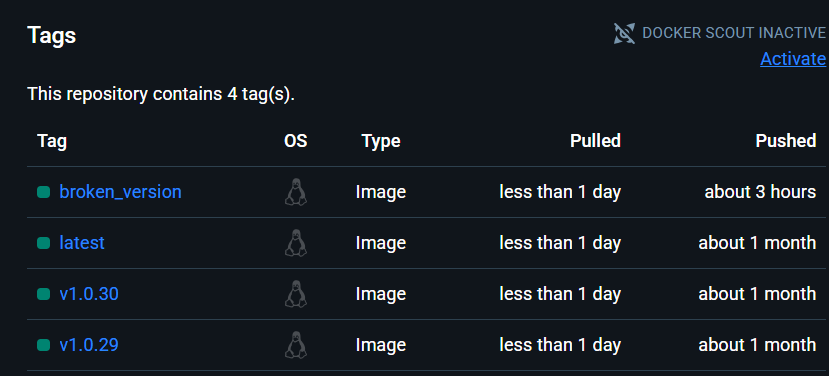 Tags
DOCKER SCOUT INACTIVE
Activate
This repository contains 4 tag(s).
Tag OS Type Pulled Pushed
broken_version Image less than 1 day about 3 hours
latest Image less than 1 day about 1 month
v1.0.30 Image less than 1 day about 1 month
v1.0.29 Image less than 1 day about 1 month